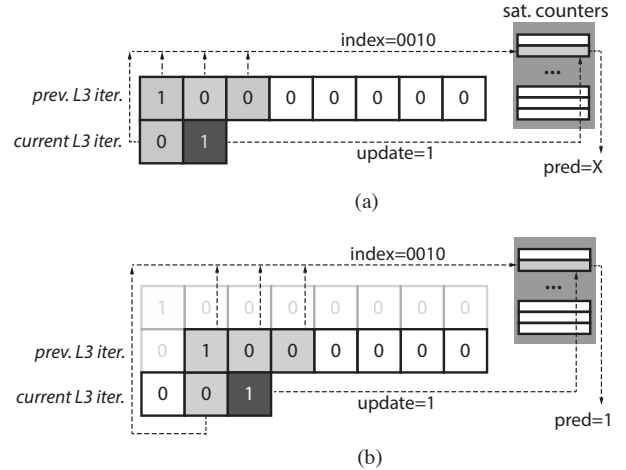 sat. counters
index=0010
prev. L3 iter. 1 0 0 0 0 0 0 0
...
current L3 iter. 0 1
update=1
pred=X
(a)
sat. counters
index=0010
1 0 0 0 0 0 0 0
...
prev. L3 iter. 0 1 0 0 0 0 0 0
current L3 iter. 0 0 1
update=1
pred=1
(b)